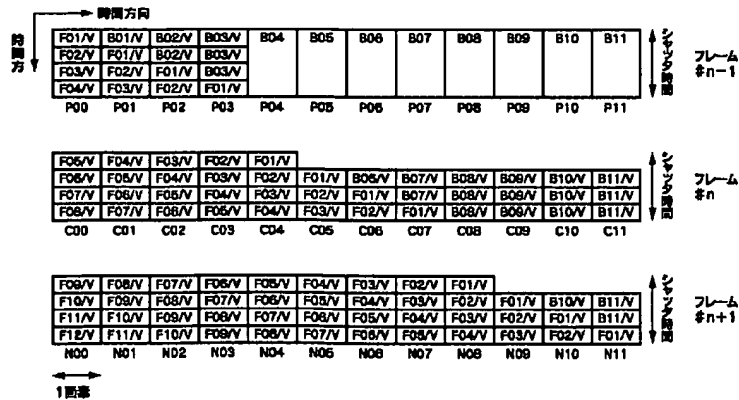 時間方向
時間方
F01/V B01/V B02/V B03/V B04 B05 B06 B07 B08 B09 B10 B11
F02/V F01/V B02/V B03/V
F03/V F02/V F01/V B03/V
F04/V F03/V F02/V F01/V
P00 P01 P02 P03 P04 P05 P06 P07 P08 P09 P10 P11
シャッタ時間
フレーム
#n-1
F05/V F04/V F03/V F02/V F01/V
F06/V F05/V F04/V F03/V F02/V F01/V B06/V B07/V B08/V B09/V B10/V B11/V
F07/V F06/V F05/V F04/V F03/V F02/V F01/V B07/V B08/V B09/V B10/V B11/V
F08/V F07/V F06/V F05/V F04/V F03/V F02/V F01/V B08/V B09/V B10/V B11/V
C00 C01 C02 C03 C04 C05 C06 C07 C08 C09 C10 C11
シャッタ時間
フレーム
#n
F09/V F08/V F07/V F06/V F05/V F04/V F03/V F02/V F01/V
F10/V F09/V F08/V F07/V F06/V F05/V F04/V F03/V F02/V F01/V B10/V B11/V
F11/V F10/V F09/V F08/V F07/V F06/V F05/V F04/V F03/V F02/V F01/V B11/V
F12/V F11/V F10/V F09/V F08/V F07/V F06/V F05/V F04/V F03/V F02/V F01/V
N00 N01 N02 N03 N04 N05 N06 N07 N08 N09 N10 N11
シャッタ時間
フレーム
#n+1
1画素